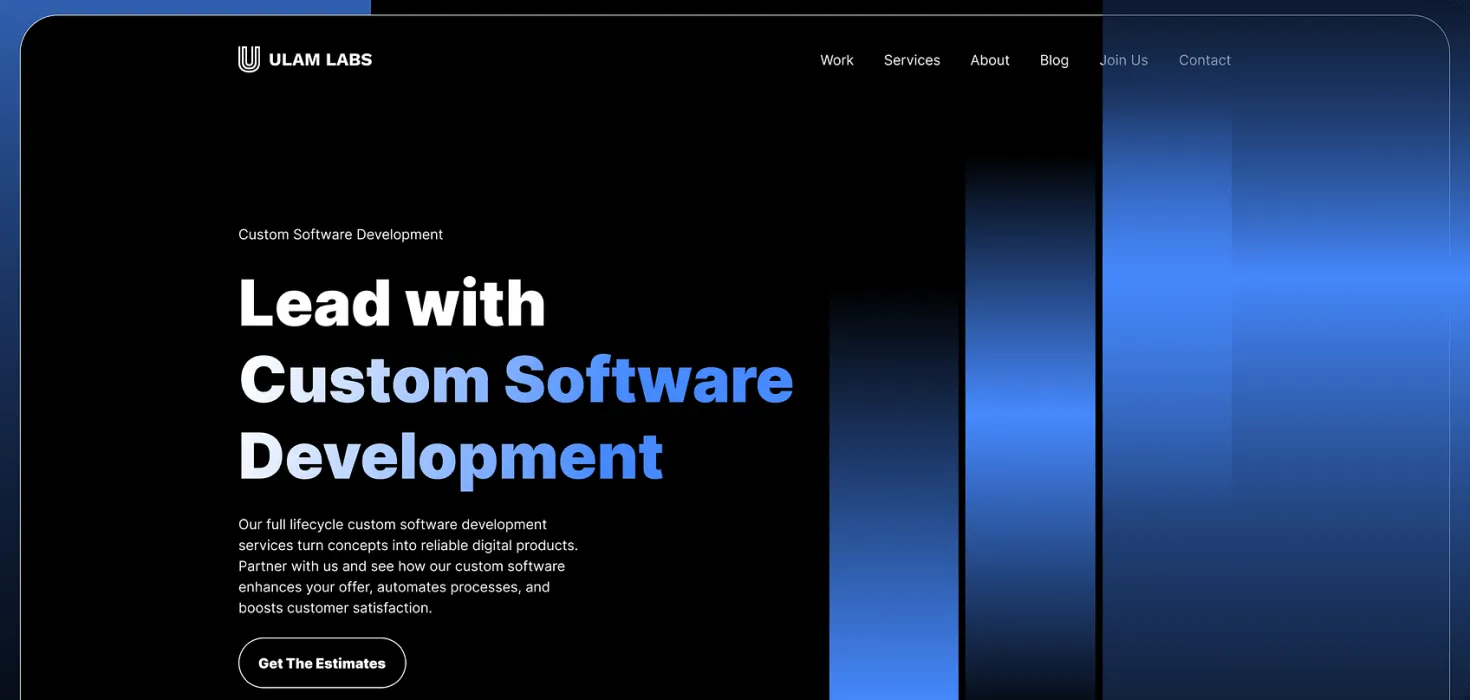 ULAM LABS
Work Services About Blog Join Us Contact
Custom Software Development
Lead with
Custom Software
Development
Our full lifecycle custom software development
services turn concepts into reliable digital products.
Partner with us and see how our custom software
enhances your offer, automates processes, and
boosts customer satisfaction.
Get The Estimates